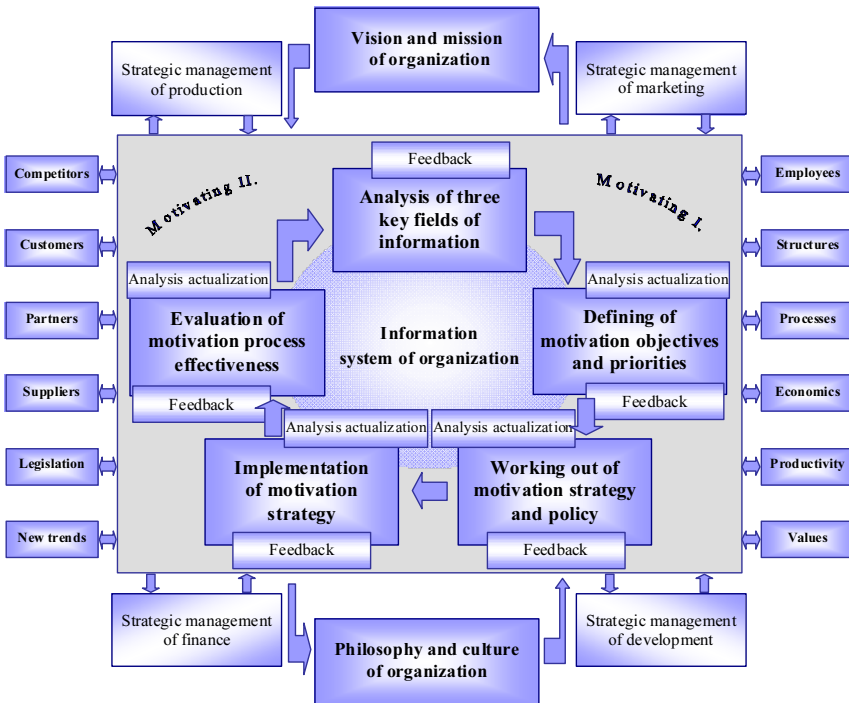 Vision and mission
of organization
Strategic management
of production
Strategic management
of marketing
Competitors
Customers
Partners
Suppliers
Legislation
New trends
Motivating II.
Motivating I.
Feedback
Analysis of three
key fields of
information
Analysis actualization
Evaluation of
motivation process
effectiveness
Feedback
Information
system of organization
Analysis actualization
Defining of
motivation objectives
and priorities
Feedback
Analysis actualization
Implementation
of motivation
strategy
Feedback
Analysis actualization
Working out of
motivation strategy
and policy
Feedback
Employees
Structures
Processes
Economics
Productivity
Values
Strategic management
of finance
Philosophy and culture
of organization
Strategic management
of development